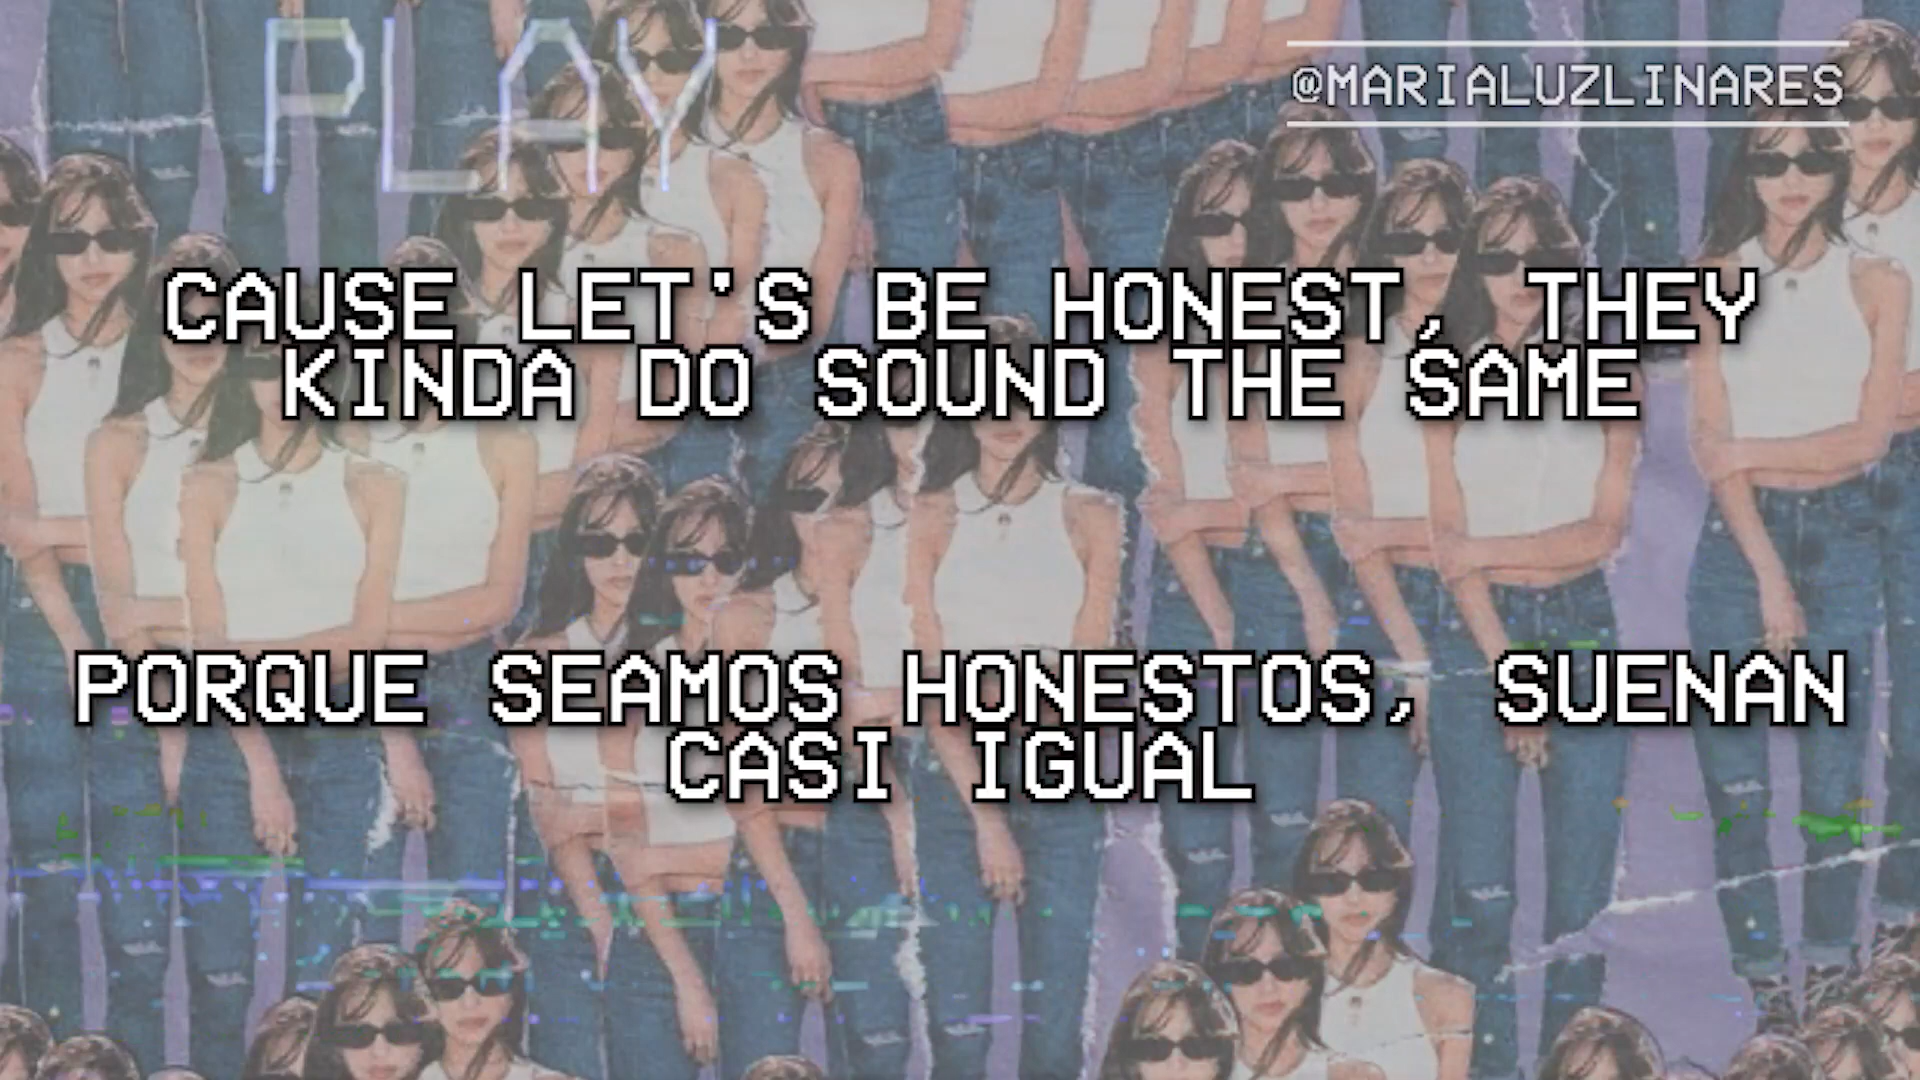 PLAY
@MARIALUZLINARES
CAUSE LET'S BE HONEST, THEY
KINDA DO SOUND THE SAME
PORQUE SEAMOS HONESTOS, SUENAN
CASI IGUAL